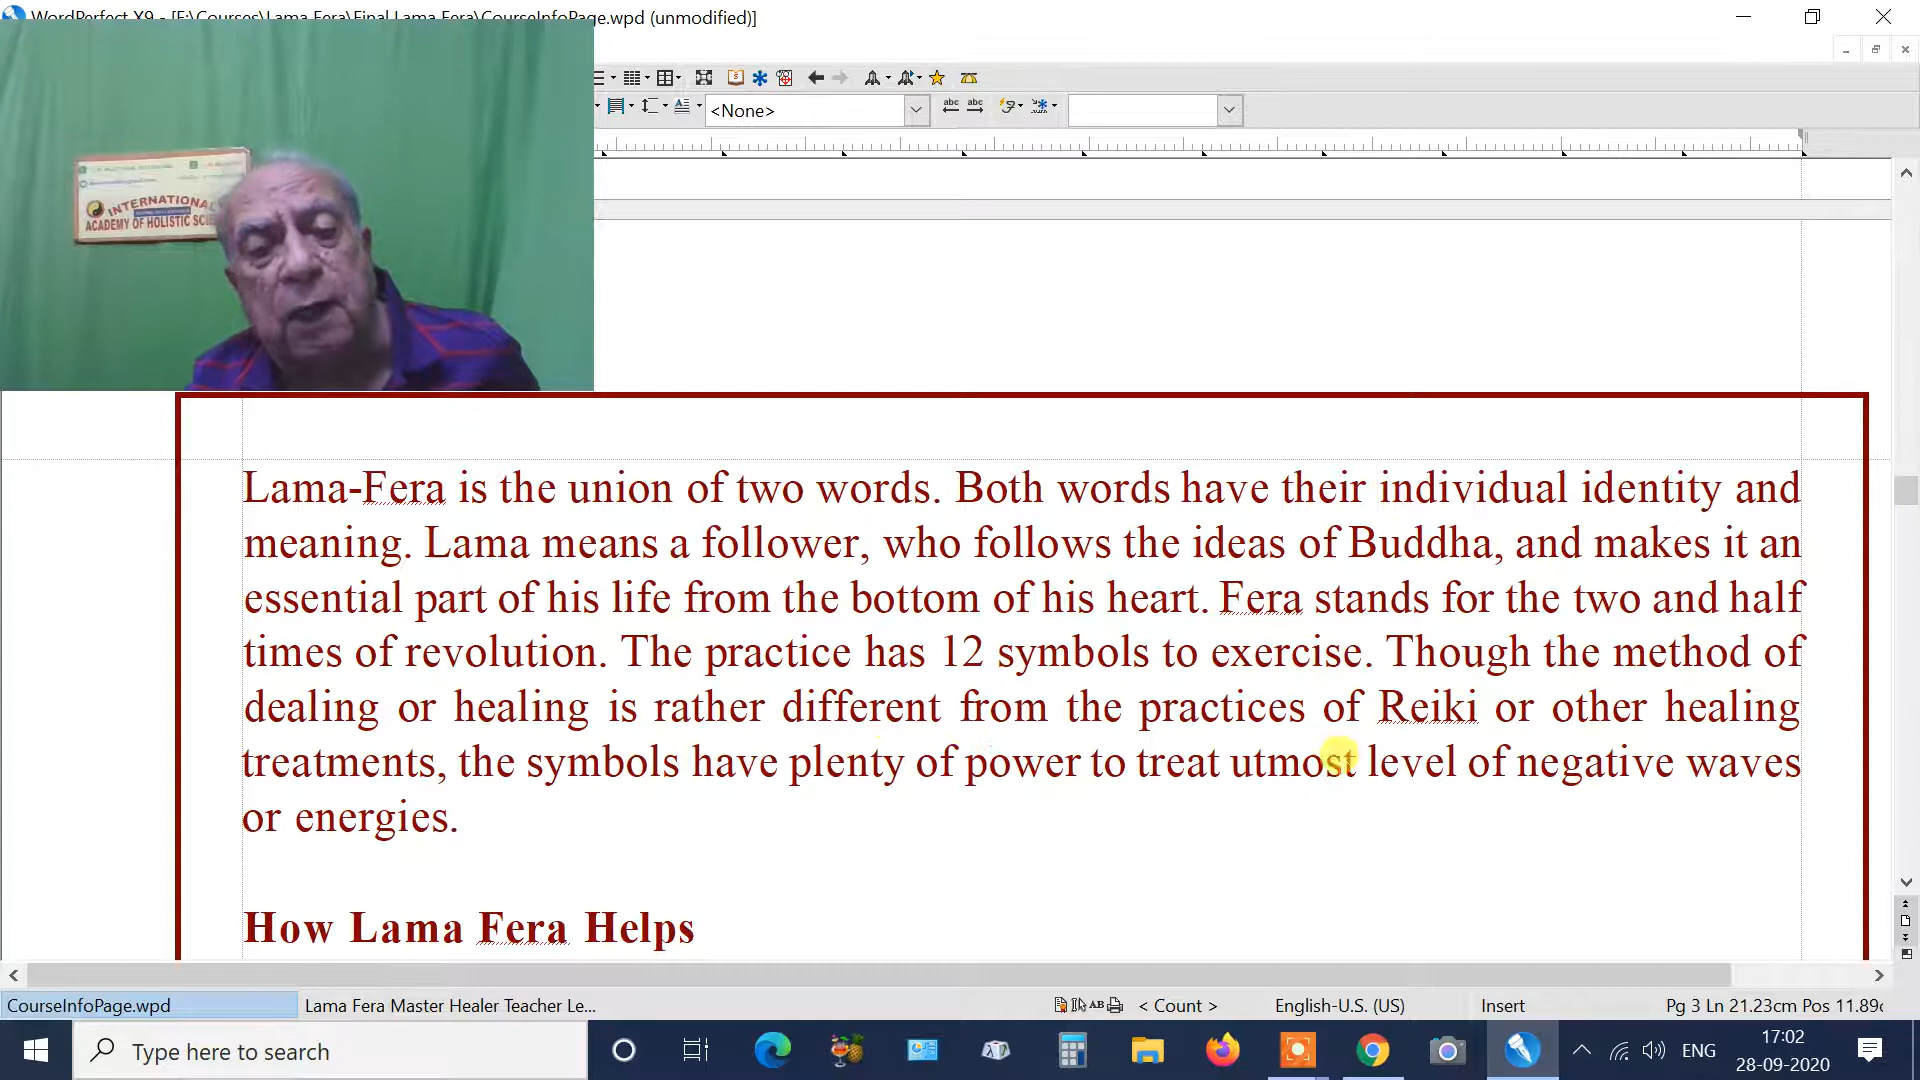 WordPerfect X9 - [F:\Courses\Lama Fera\Final Lama Fera\CourseInfoPage.wpd (unmodified)]
<None>
INTERNATIONAL
ACADEMY OF HOLISTIC SCI
Lama-Fera is the union of two words. Both words have their individual identity and
meaning. Lama means a follower, who follows the ideas of Buddha, and makes it an
essential part of his life from the bottom of his heart. Fera stands for the two and half
times of revolution. The practice has 12 symbols to exercise. Though the method of
dealing or healing is rather different from the practices of Reiki or other healing
treatments, the symbols have plenty of power to treat utmost level of negative waves
or energies.
How Lama Fera Helps
CourseInfoPage.wpd
Lama Fera Master Healer Teacher Le...
< Count >
English-U.S. (US)
Insert
Pg 3 Ln 21.23cm Pos 11.89c
Type here to search
ENG
17:02
28-09-2020